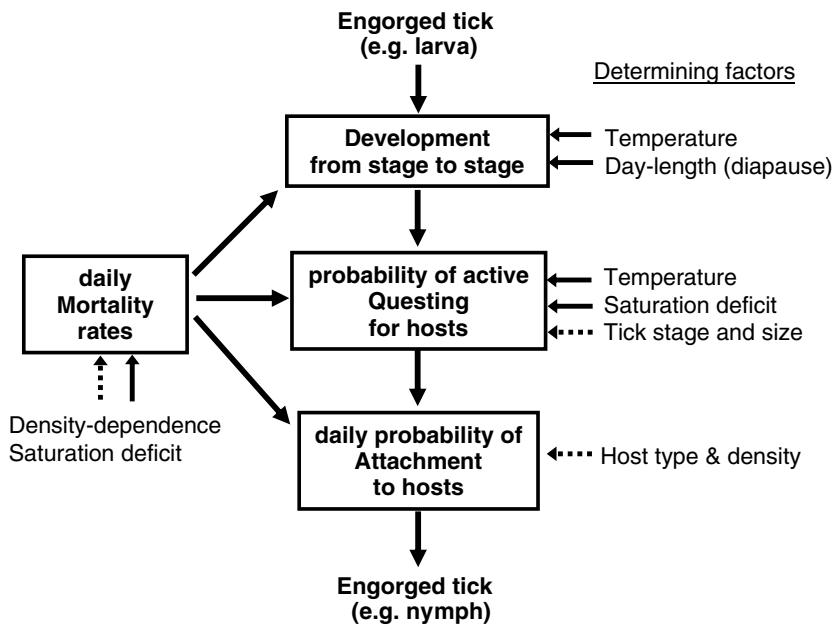 Engorged tick
(e.g. larva)
Determining factors
Development
from stage to stage
Temperature
Day-length (diapause)
daily
Mortality
rates
probability of active
Questing
for hosts
Temperature
Saturation deficit
Tick stage and size
Density-dependence
Saturation deficit
daily probability of
Attachment
to hosts
Host type & density
Engorged tick
(e.g. nymph)